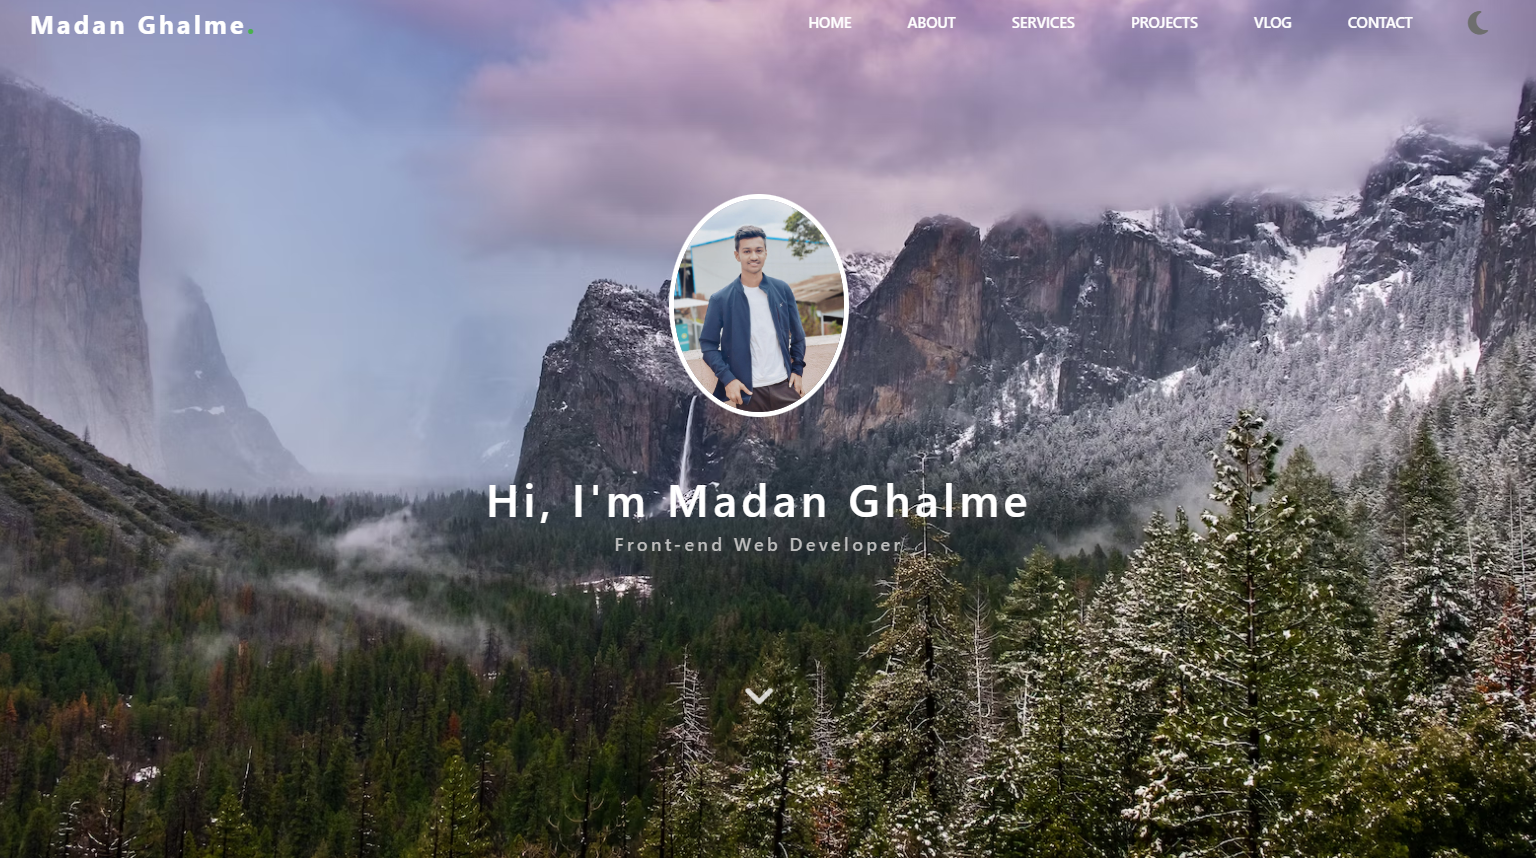 Madan Ghalme.
HOME ABOUT SERVICES PROJECTS VLOG CONTACT
Hi, I'm Madan Ghalme
Front-end Web Developer